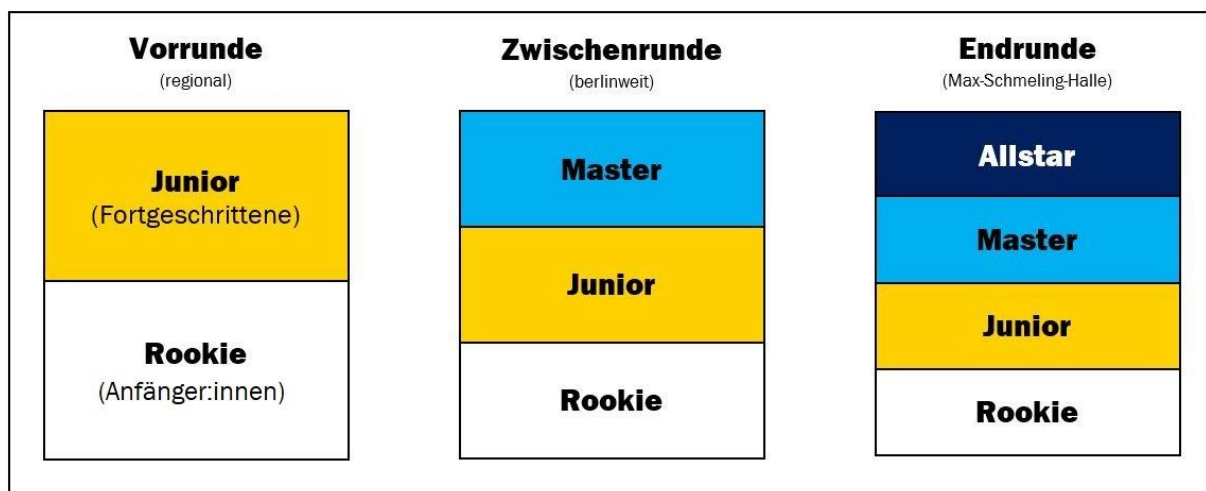 Vorrunde
(regional)
Junior
(Fortgeschrittene)
Rookie
(Anfänger:innen)
Zwischenrunde
(berlinweit)
Master
Junior
Rookie
Endrunde
(Max-Schmeling-Halle)
Allstar
Master
Junior
Rookie